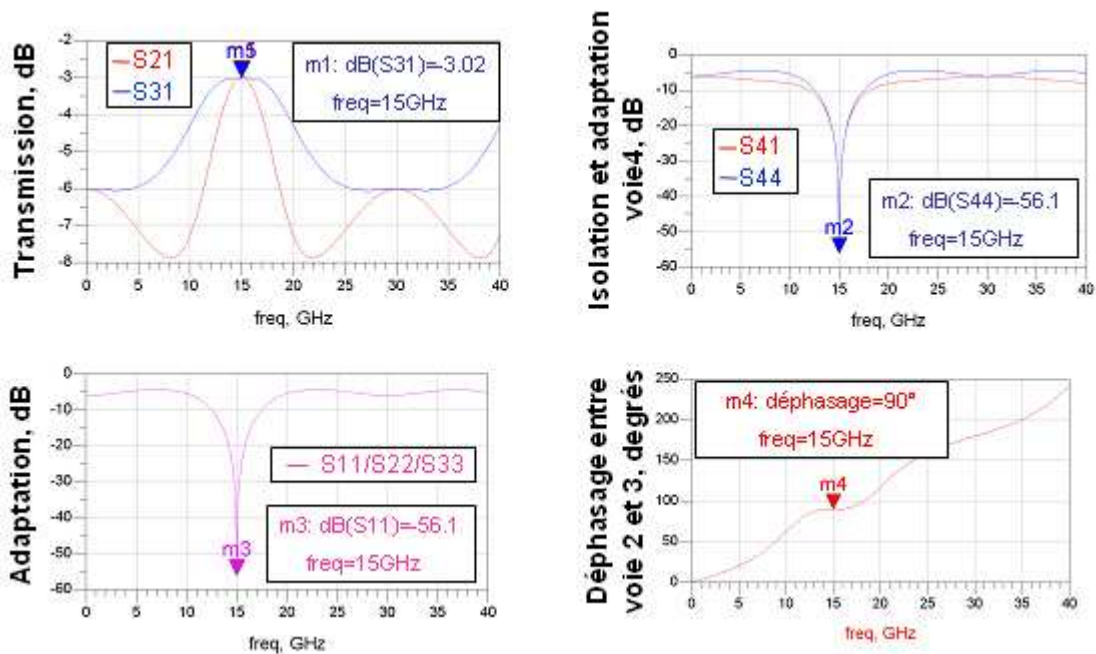 Transmission, dB
-2
-3
-4
-5
-6
-7
-8
S21
S31
m1: dB(S31)=-3.02
freq=15GHz
0 5 10 15 20 25 30 35 40
freq, GHz
Isolation et adaptation
voie4, dB
0
-10
-20
-30
-40
-50
-60
S41
S44
m2
m2: dB(S44)=-56.1
freq=15GHz
0 5 10 15 20 25 30 35 40
freq, GHz
Adaptation, dB
0
-10
-20
-30
-40
-50
-60
S11/S22/S33
m3
m3: dB(S11)=-56.1
freq=15GHz
0 5 10 15 20 25 30 35 40
freq, GHz
Déphasage entre
voie 2 et 3, degrés
250
200
150
100
50
0
m4: déphasage=90°
freq=15GHz
m4
0 5 10 15 20 25 30 35 40
freq, GHz